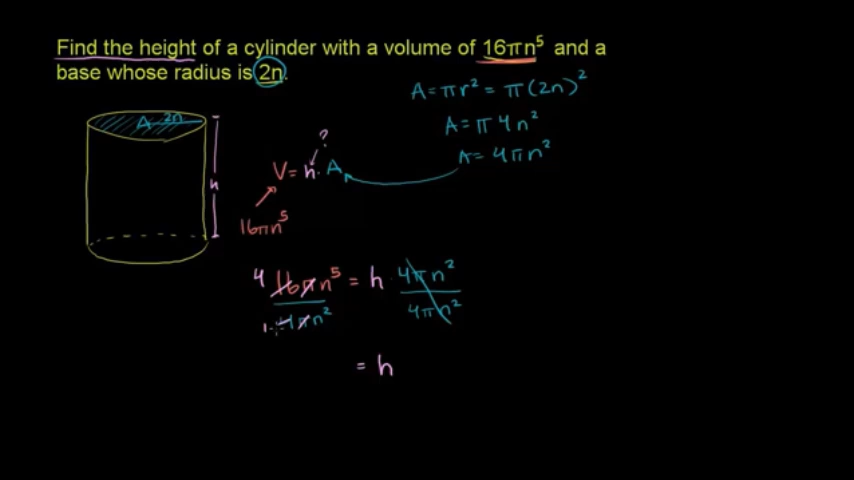 Find the height of a cylinder with a volume of 16πn⁵ and a
base whose radius is 2n.
A = πr² = π(2n)²
A = π4n²
A = 4πn²
A 2n
?
V = h · A
h
16πn⁵
4 16πn⁵ = h · 4πn²
1 4πn² 4πn²
= h